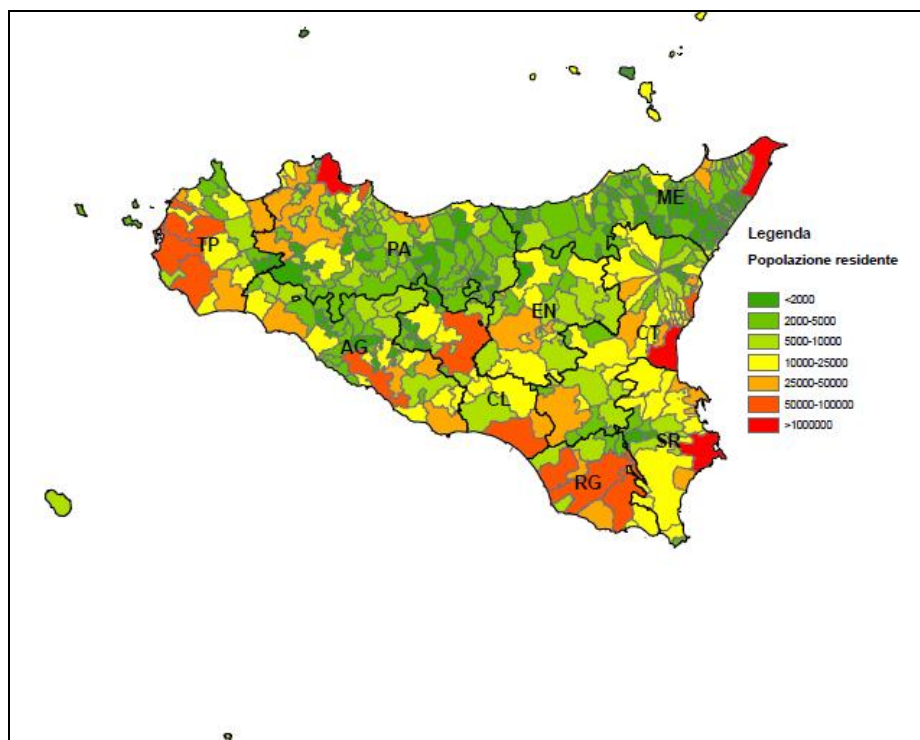 ME
TP
PA
EN
CT
AG
CL
SR
RG
Legenda
Popolazione residente
<2000
2000-5000
5000-10000
10000-25000
25000-50000
50000-100000
>1000000